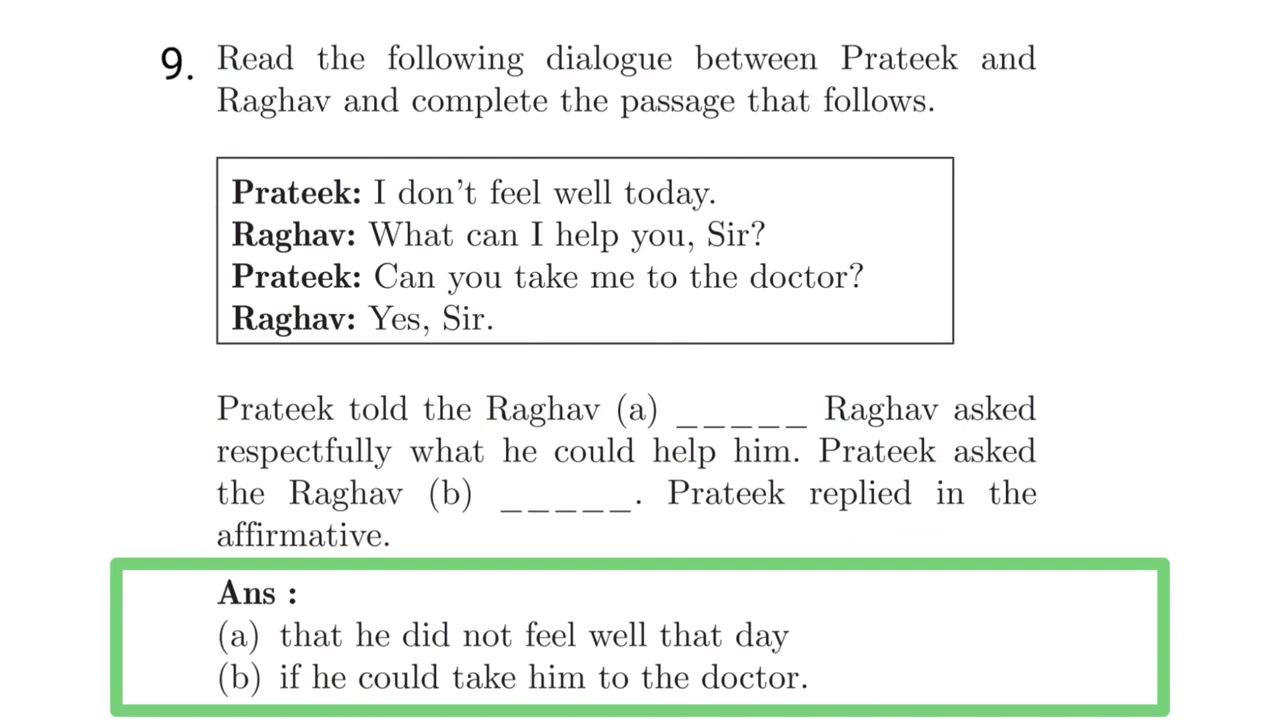 9. Read the following dialogue between Prateek and
Raghav and complete the passage that follows.
Prateek: I don't feel well today.
Raghav: What can I help you, Sir?
Prateek: Can you take me to the doctor?
Raghav: Yes, Sir.
Prateek told the Raghav (a) _____ Raghav asked
respectfully what he could help him. Prateek asked
the Raghav (b) _____. Prateek replied in the
affirmative.
Ans :
(a) that he did not feel well that day
(b) if he could take him to the doctor.